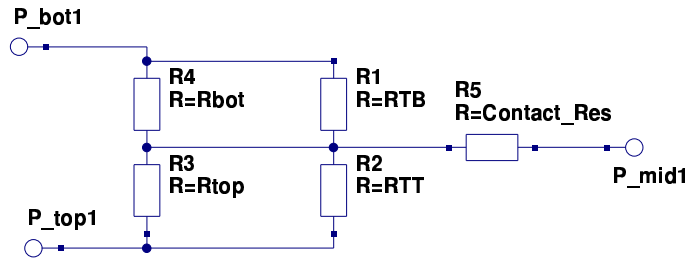 P_bot1
R4
R=Rbot
R1
R=RTB
R5
R=Contact_Res
R3
R=Rtop
R2
R=RTT
P_mid1
P_top1